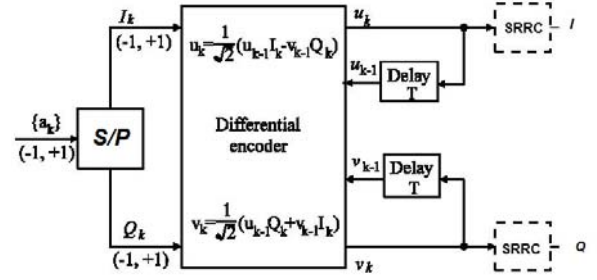 I_k
(-1, +1)
u_k
SRRC
I
u_k=1/√2(u_{k-1}I_k-v_{k-1}Q_k)
u_{k-1}
Delay
T
{a_k}
(-1, +1)
S/P
Differential
encoder
v_{k-1}
Delay
T
Q_k
(-1, +1)
v_k=1/√2(u_{k-1}Q_k+v_{k-1}I_k)
v_k
SRRC
Q